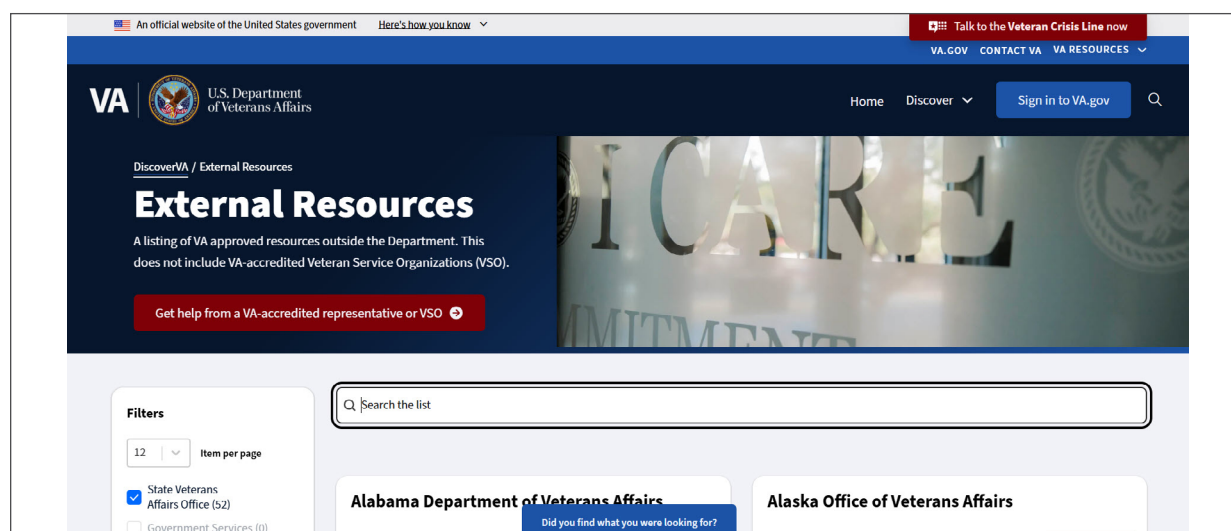 An official website of the United States government Here's how you know
Talk to the Veteran Crisis Line now
VA.GOV CONTACT VA VA RESOURCES
VA
U.S. Department
of Veterans Affairs
Home Discover Sign in to VA.gov
DiscoverVA / External Resources
External Resources
A listing of VA approved resources outside the Department. This
does not include VA-accredited Veteran Service Organizations (VSO).
Get help from a VA-accredited representative or VSO
I CARE
Filters
Search the list
12 Item per page
State Veterans
Affairs Office (52)
Government Services (0)
Alabama Department of Veterans Affairs
Alaska Office of Veterans Affairs
Did you find what you were looking for?